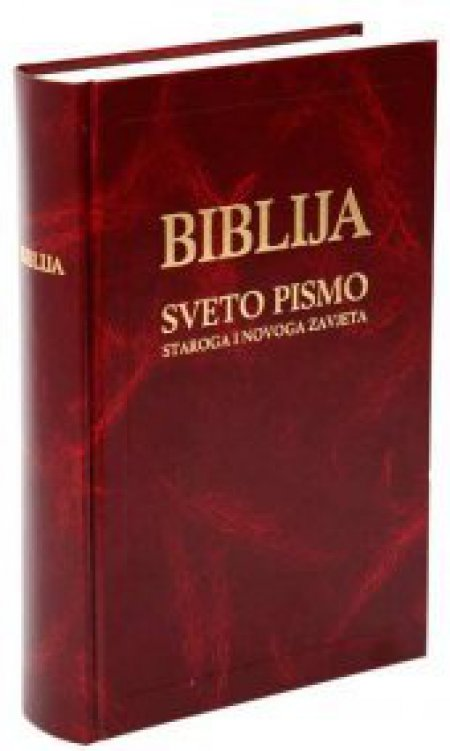 BIBLIJA
BIBLIJA
SVETO PISMO
STAROGA I NOVOGA ZAVJETA